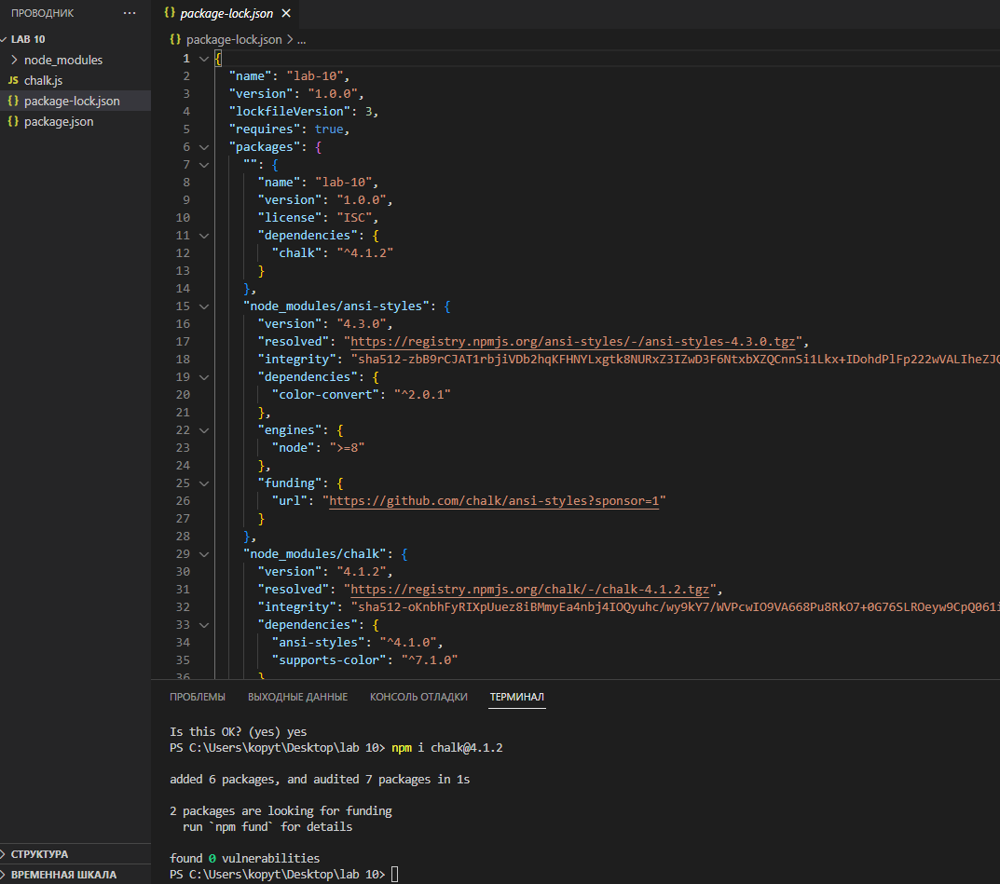 ПРОВОДНИК
LAB 10
node_modules
JS chalk.js
{} package-lock.json
{} package.json
СТРУКТУРА
ВРЕМЕННАЯ ШКАЛА
{} package-lock.json
{} package-lock.json > ...
1 {
2 "name": "lab-10",
3 "version": "1.0.0",
4 "lockfileVersion": 3,
5 "requires": true,
6 "packages": {
7 "": {
8 "name": "lab-10",
9 "version": "1.0.0",
10 "license": "ISC",
11 "dependencies": {
12 "chalk": "^4.1.2"
13 }
14 },
15 "node_modules/ansi-styles": {
16 "version": "4.3.0",
17 "resolved": "https://registry.npmjs.org/ansi-styles/-/ansi-styles-4.3.0.tgz",
18 "integrity": "sha512-zbB9rCJAT1rbjiVDb2hqKFHNYLxgtk8NURxZ3IZwD3F6NtxbXZQCnnSi1Lkx+IDohdPlFp222wVALIheZJQ
19 "dependencies": {
20 "color-convert": "^2.0.1"
21 },
22 "engines": {
23 "node": ">=8"
24 },
25 "funding": {
26 "url": "https://github.com/chalk/ansi-styles?sponsor=1"
27 }
28 },
29 "node_modules/chalk": {
30 "version": "4.1.2",
31 "resolved": "https://registry.npmjs.org/chalk/-/chalk-4.1.2.tgz",
32 "integrity": "sha512-oKnbhFyRIXpUuez8iBMmyEa4nbj4IOQyuhc/wy9kY7/WVPcwIO9VA668Pu8RkO7+0G76SLROeyw9CpQ061i
33 "dependencies": {
34 "ansi-styles": "^4.1.0",
35 "supports-color": "^7.1.0"
36 }
ПРОБЛЕМЫ
ВЫХОДНЫЕ ДАННЫЕ
КОНСОЛЬ ОТЛАДКИ
ТЕРМИНАЛ
Is this OK? (yes) yes
PS C:\Users\kopyt\Desktop\lab 10> npm i chalk@4.1.2
added 6 packages, and audited 7 packages in 1s
2 packages are looking for funding
run `npm fund` for details
found 0 vulnerabilities
PS C:\Users\kopyt\Desktop\lab 10>